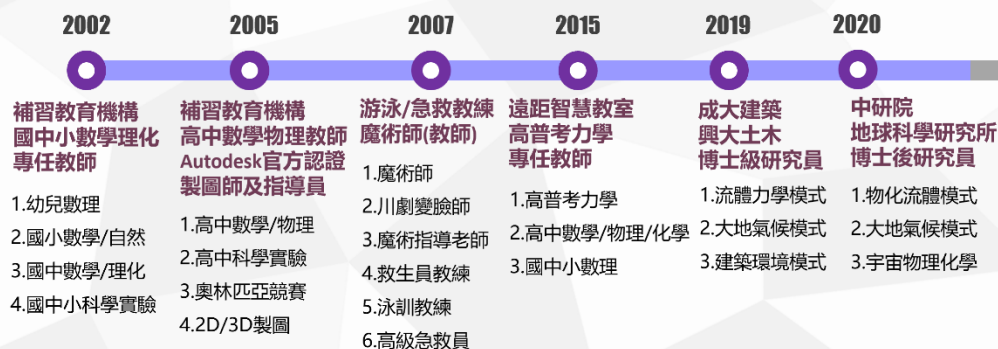 2002
補習教育機構
國中小數學理化
專任教師
1.幼兒數理
2.國小數學/自然
3.國中數學/理化
4.國中小科學實驗
2005
補習教育機構
高中數學物理教師
Autodesk官方認證
製圖師及指導員
1.高中數學/物理
2.高中科學實驗
3.奧林匹亞競賽
4.2D/3D製圖
2007
游泳/急救教練
魔術師(教師)
1.魔術師
2.川劇變臉師
3.魔術指導老師
4.救生員教練
5.泳訓教練
6.高級急救員
2015
遠距智慧教室
高普考力學
專任教師
1.高普考力學
2.高中數學/物理/化學
3.國中小數理
2019
成大建築
興大土木
博士級研究員
1.流體力學模式
2.大地氣候模式
3.建築環境模式
2020
中研院
地球科學研究所
博士後研究員
1.物化流體模式
2.大地氣候模式
3.宇宙物理化學